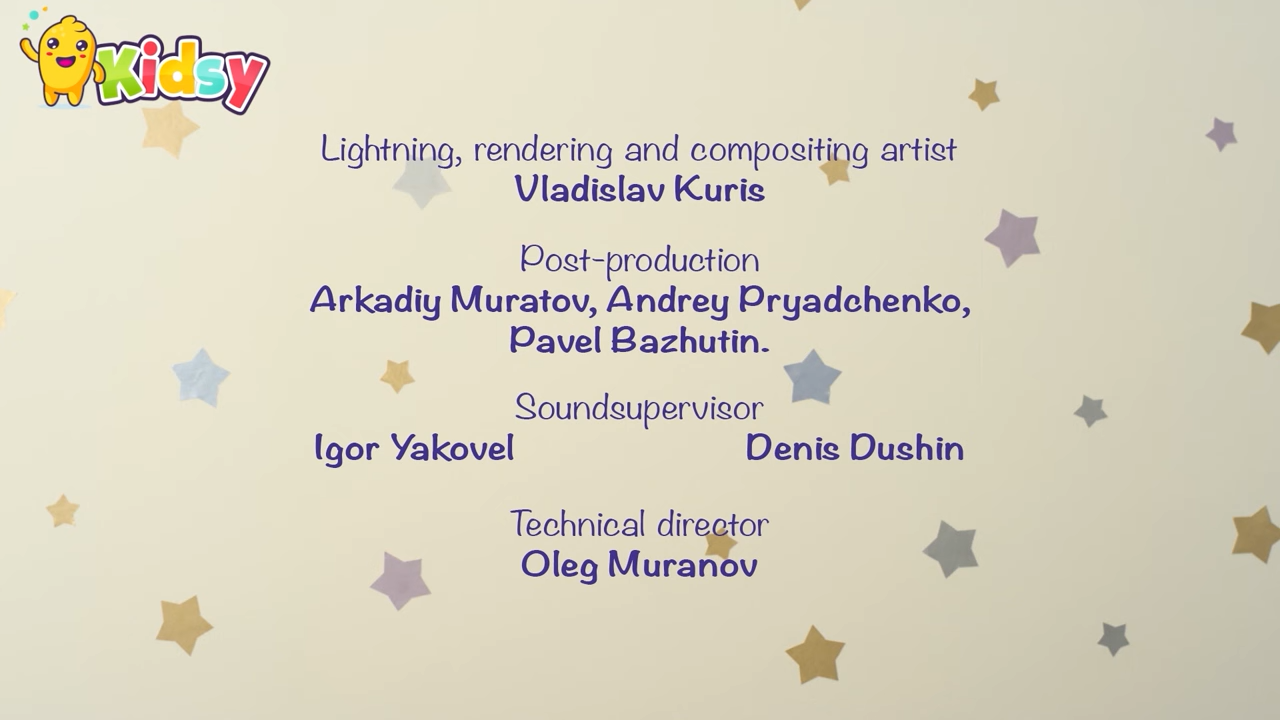 Kidsy
Lightning, rendering and compositing artist
Vladislav Kuris
Post-production
Arkadiy Muratov, Andrey Pryadchenko,
Pavel Bazhutin.
Soundsupervisor
Igor Yakovel Denis Dushin
Technical director
Oleg Muranov